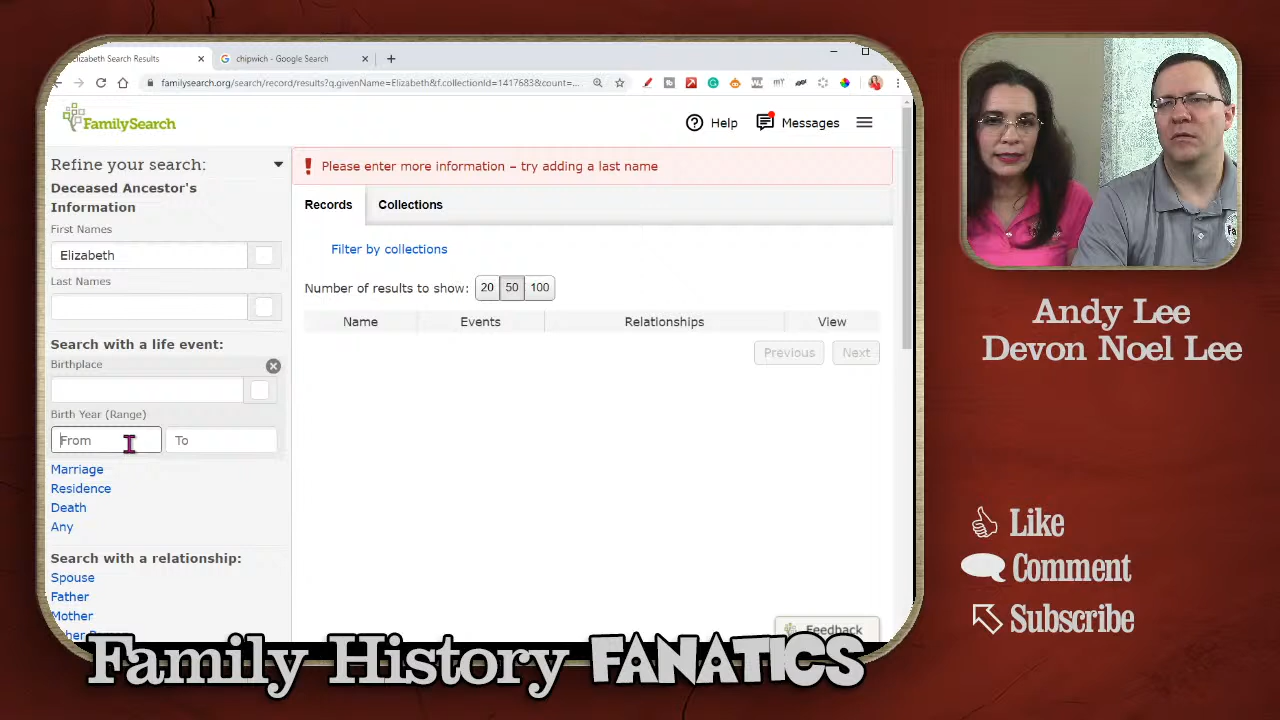 Elizabeth Search Results
chipwich - Google Search
familysearch.org/search/record/results?q.givenName=Elizabeth&f.collectionId=1417683&count=...
FamilySearch
Help
Messages
Refine your search:
Please enter more information – try adding a last name
Deceased Ancestor's
Information
Records
Collections
First Names
Elizabeth
Filter by collections
Last Names
Number of results to show: 20 50 100
Name
Events
Relationships
View
Search with a life event:
Previous
Next
Birthplace
Birth Year (Range)
From
To
Marriage
Residence
Death
Any
Search with a relationship:
Spouse
Father
Mother
Feedback
Andy Lee
Devon Noel Lee
Like
Comment
Subscribe
Family History FANATICS